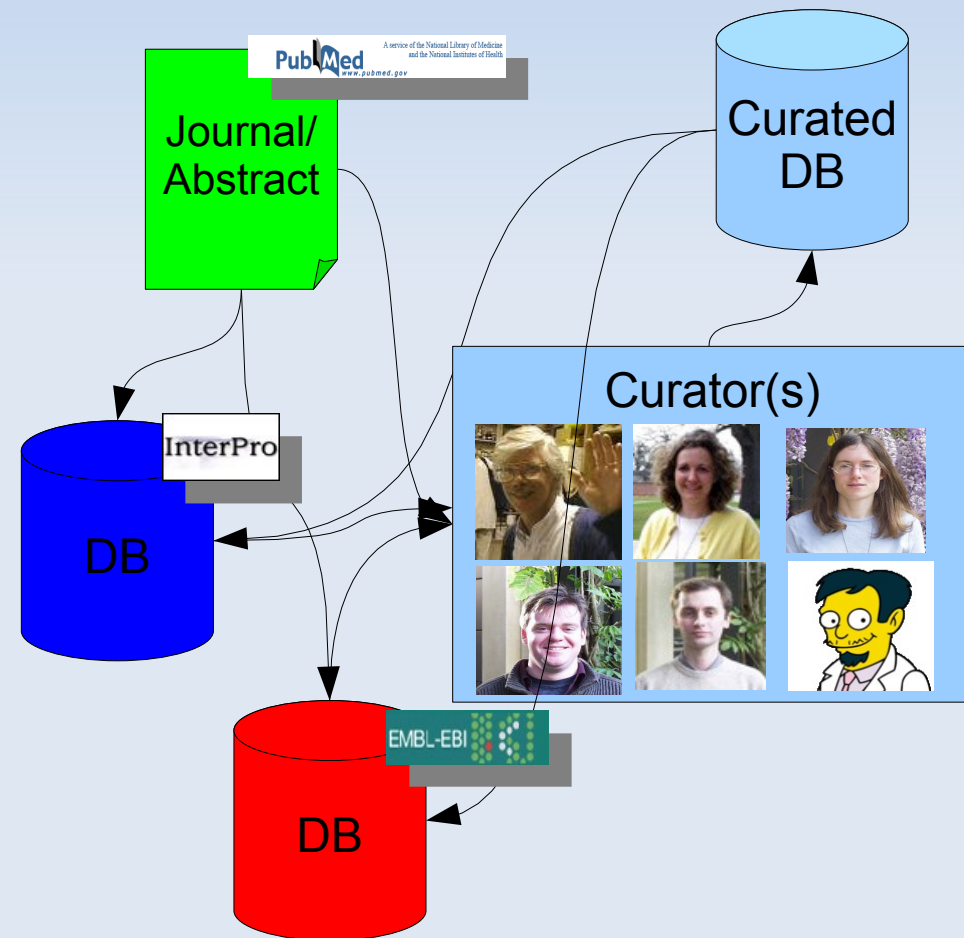 PubMed
www.pubmed.gov
A service of the National Library of Medicine
and the National Institutes of Health
Journal/
Abstract
Curated
DB
Curator(s)
InterPro
DB
EMBL-EBI
DB